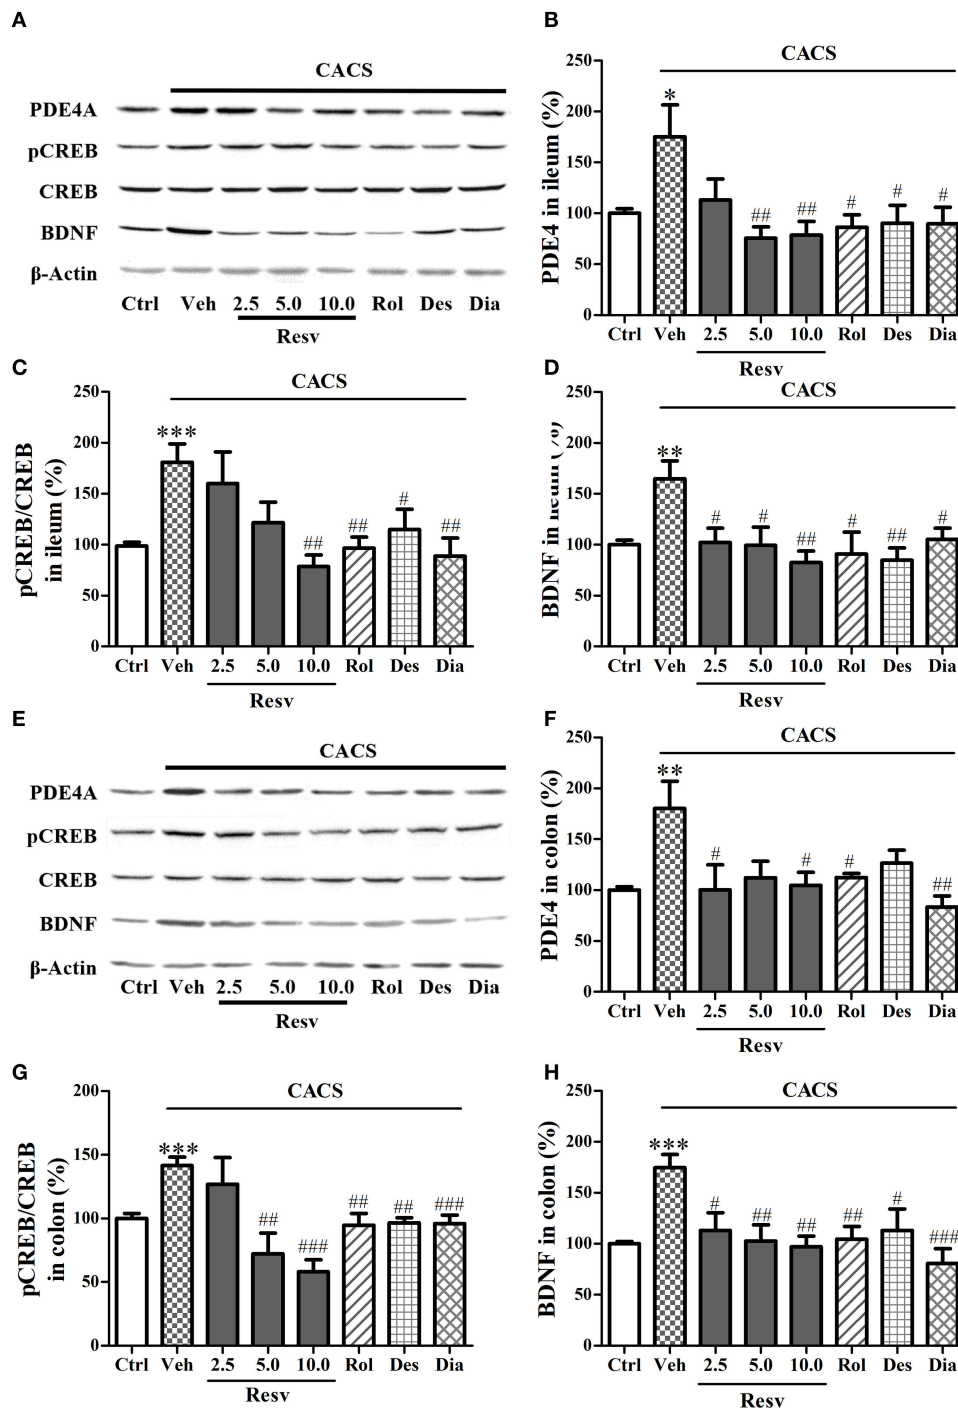 A
CACS
PDE4A
pCREB
CREB
BDNF
β-Actin
Ctrl Veh 2.5 5.0 10.0 Rol Des Dia
Resv
B
CACS
PDE4 in ileum (%)
250
200
150
100
50
0
*
## ## # # #
Ctrl Veh 2.5 5.0 10.0 Rol Des Dia
Resv
C
CACS
pCREB/CREB
in ileum (%)
250
200
150
100
50
0
***
## ## # ##
Ctrl Veh 2.5 5.0 10.0 Rol Des Dia
Resv
D
CACS
BDNF in ileum (%)
250
200
150
100
50
0
**
# # ## # ## #
Ctrl Veh 2.5 5.0 10.0 Rol Des Dia
Resv
E
CACS
PDE4A
pCREB
CREB
BDNF
β-Actin
Ctrl Veh 2.5 5.0 10.0 Rol Des Dia
Resv
F
CACS
PDE4 in colon (%)
250
200
150
100
50
0
**
# # # ##
Ctrl Veh 2.5 5.0 10.0 Rol Des Dia
Resv
G
CACS
pCREB/CREB
in colon (%)
200
150
100
50
0
***
## ### ## ## ###
Ctrl Veh 2.5 5.0 10.0 Rol Des Dia
Resv
H
CACS
BDNF in colon (%)
250
200
150
100
50
0
***
# ## ## ## # ###
Ctrl Veh 2.5 5.0 10.0 Rol Des Dia
Resv